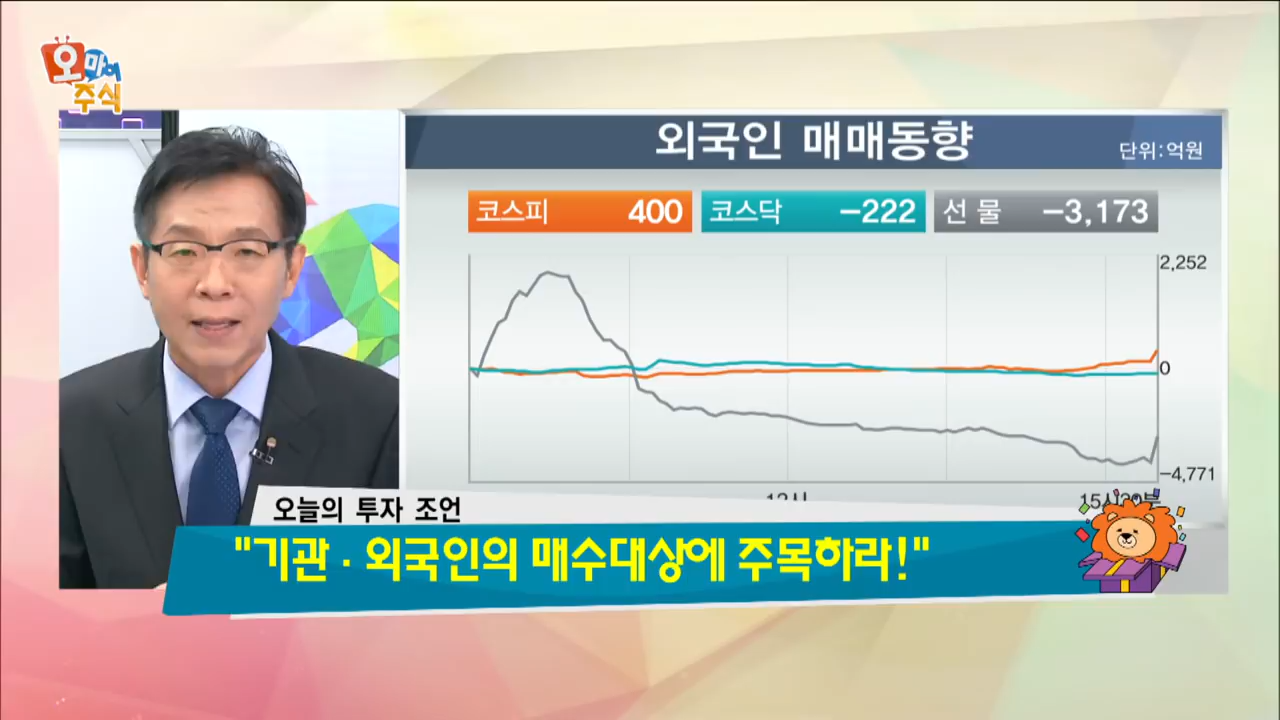 오마이
주식
외국인 매매동향
단위:억원
코스피 400 코스닥 -222 선물 -3,173
2,252
0
-4,771
오늘의 투자 조언
"기관·외국인의 매수대상에 주목하라!"